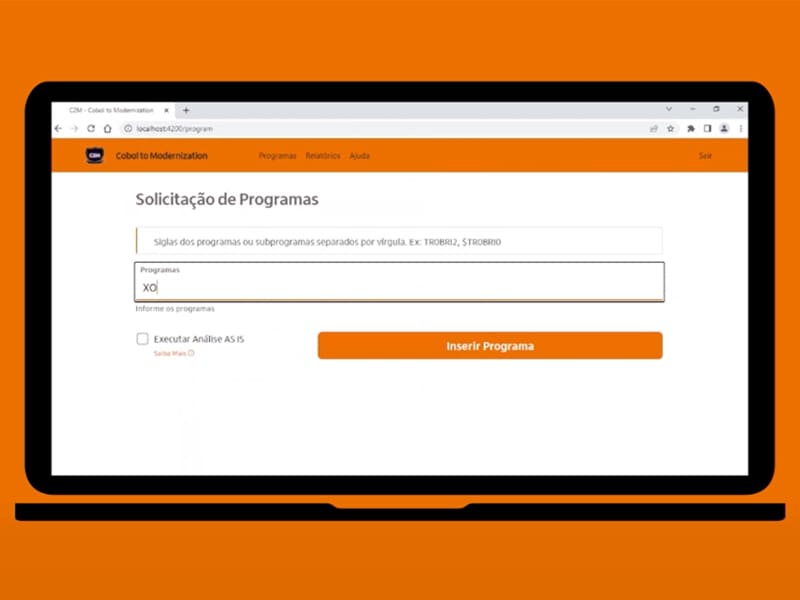 C2M - Cobol to Modernization
localhost:4200/program
C2M
Cobol to Modernization
Programas Relatórios Ajuda
Sair
Solicitação de Programas
Siglas dos programas ou subprogramas separados por vírgula. Ex: TR0BRI2, $TR0BRI0
Programas
XO
Informe os programas
Executar Análise AS IS
Saiba Mais
Inserir Programa